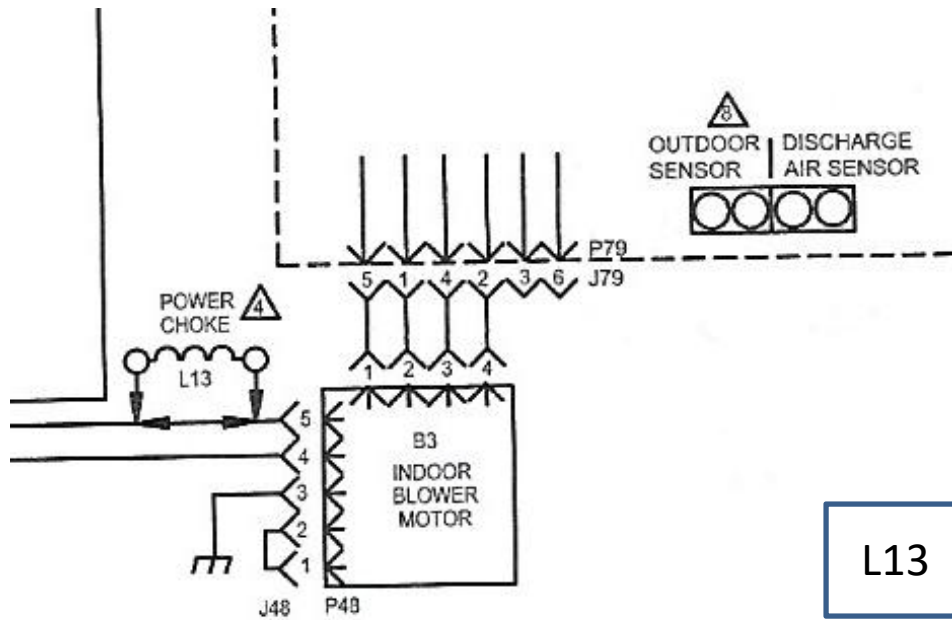 8
OUTDOOR
SENSOR
DISCHARGE
AIR SENSOR
P79
5 1 4 2 3 6 J79
POWER
CHOKE
4
L13
1 2 3 4
5
4
3
2
1
B3
INDOOR
BLOWER
MOTOR
J48 P48
L13